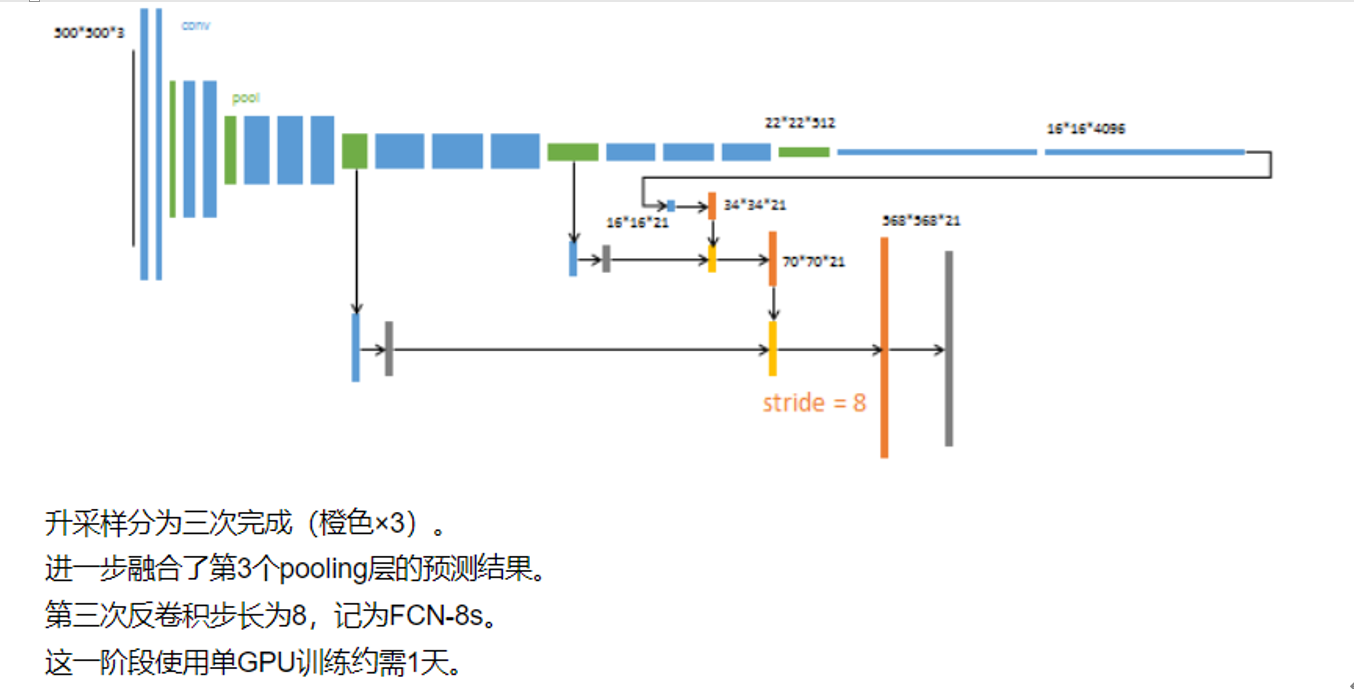 500*500*3
conv
pool
22*22*512
16*16*4096
34*34*21
16*16*21
568*568*21
70*70*21
stride = 8
升采样分为三次完成（橙色×3）。
进一步融合了第3个pooling层的预测结果。
第三次反卷积步长为8，记为FCN-8s。
这一阶段使用单GPU训练约需1天。